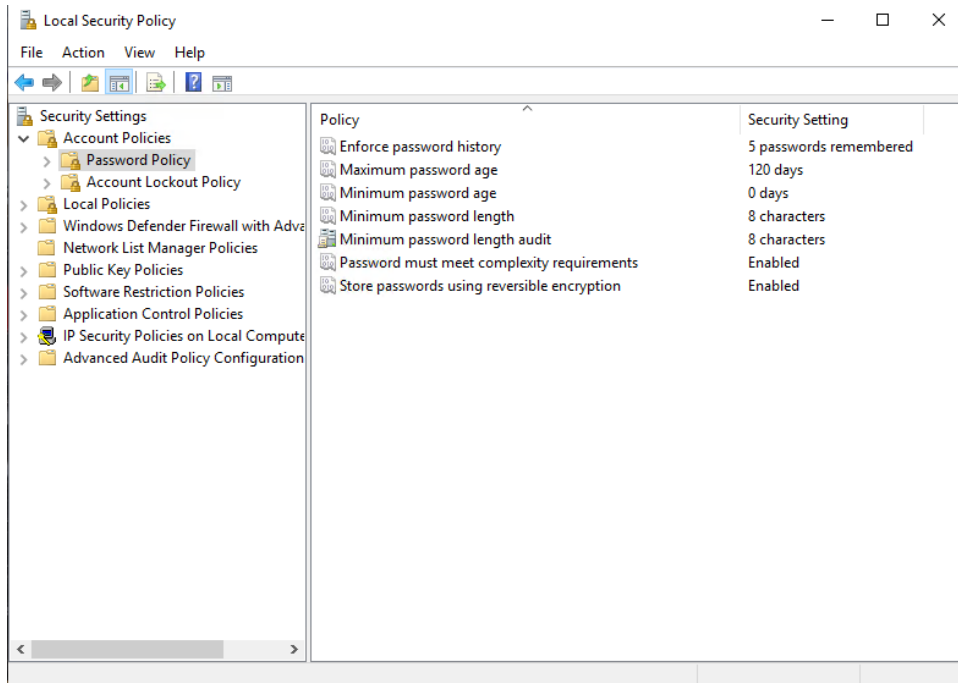 Local Security Policy
File Action View Help
Security Settings
Account Policies
Password Policy
Account Lockout Policy
Local Policies
Windows Defender Firewall with Adva
Network List Manager Policies
Public Key Policies
Software Restriction Policies
Application Control Policies
IP Security Policies on Local Compute
Advanced Audit Policy Configuration
Policy Security Setting
Enforce password history 5 passwords remembered
Maximum password age 120 days
Minimum password age 0 days
Minimum password length 8 characters
Minimum password length audit 8 characters
Password must meet complexity requirements Enabled
Store passwords using reversible encryption Enabled